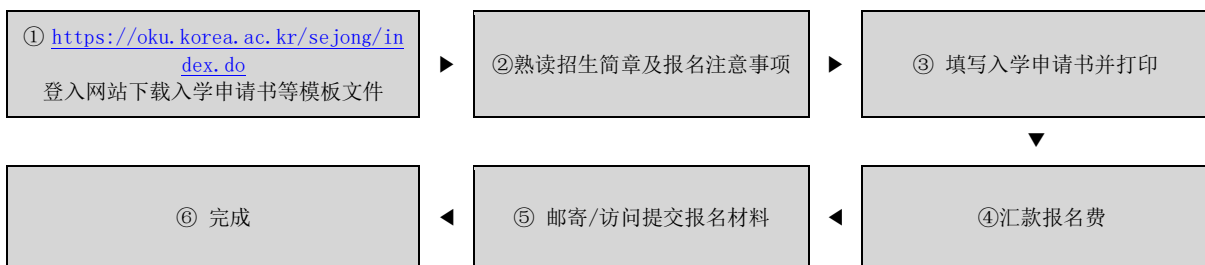 ① https://oku.korea.ac.kr/sejong/in
dex.do
登入网站下载入学申请书等模板文件
▶
②熟读招生简章及报名注意事项
▶
③ 填写入学申请书并打印
▼
④汇款报名费
◀
⑤ 邮寄/访问提交报名材料
◀
⑥ 完成